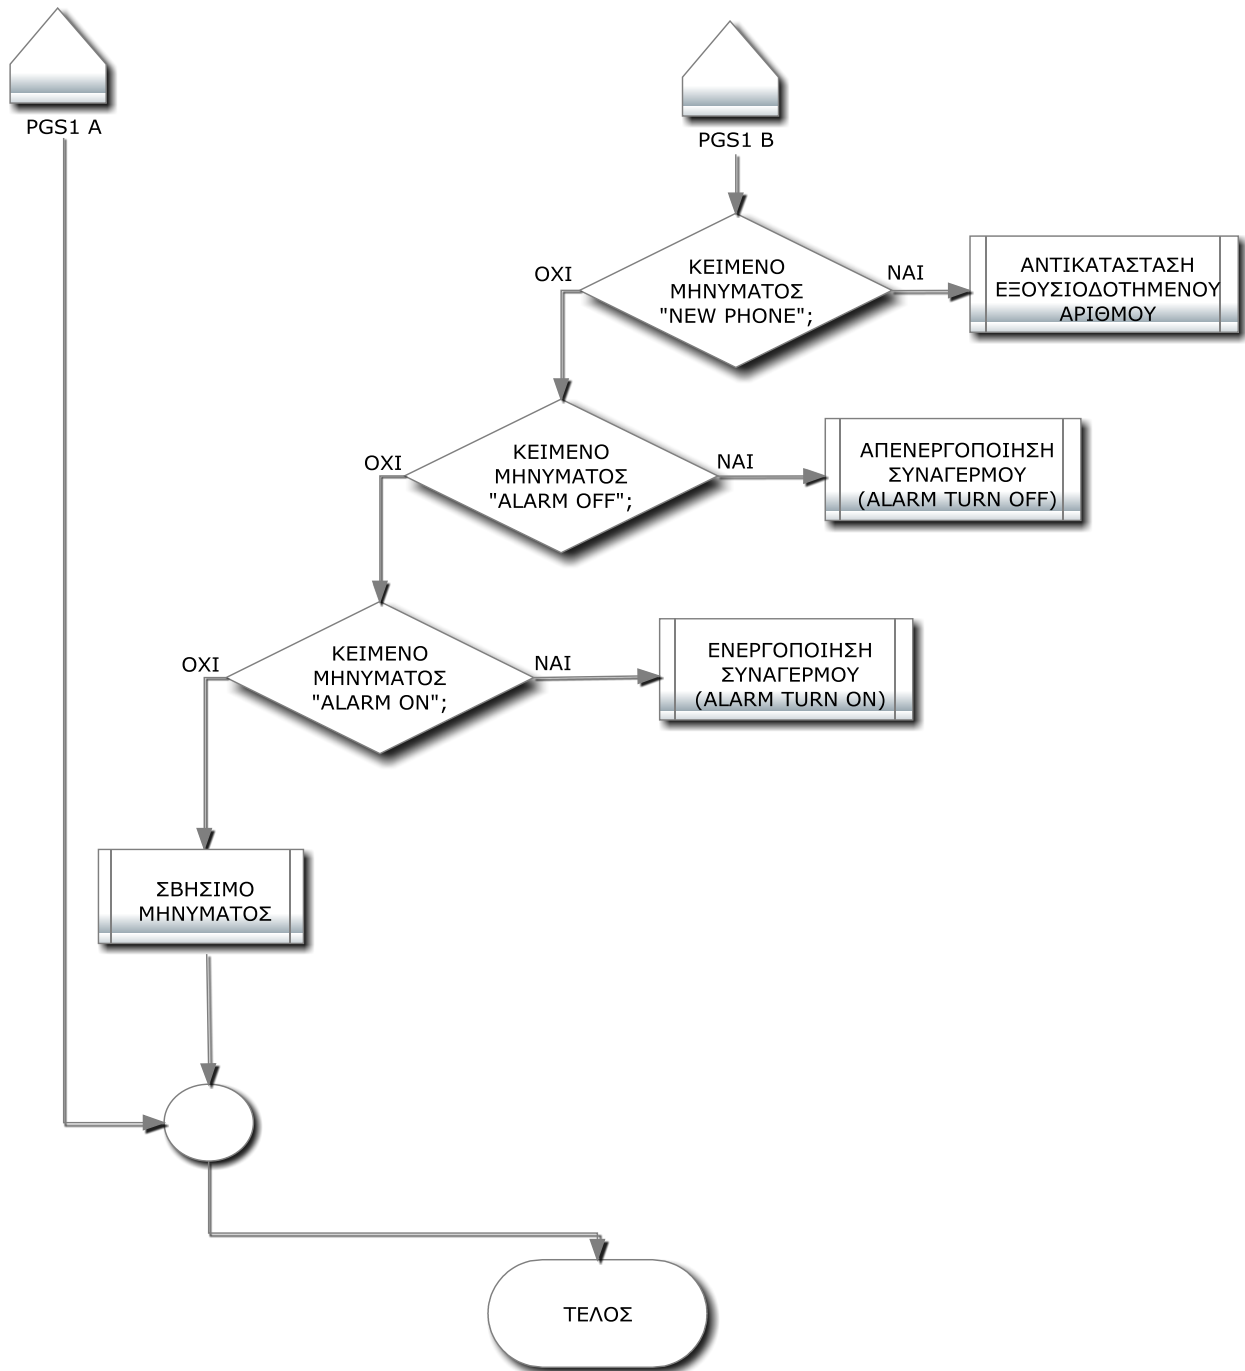 PGS1 A
PGS1 B
ΚΕΙΜΕΝΟ
ΜΗΝΥΜΑΤΟΣ
"NEW PHONE";
ΟΧΙ
ΝΑΙ
ΑΝΤΙΚΑΤΑΣΤΑΣΗ
ΕΞΟΥΣΙΟΔΟΤΗΜΕΝΟΥ
ΑΡΙΘΜΟΥ
ΚΕΙΜΕΝΟ
ΜΗΝΥΜΑΤΟΣ
"ALARM OFF";
ΟΧΙ
ΝΑΙ
ΑΠΕΝΕΡΓΟΠΟΙΗΣΗ
ΣΥΝΑΓΕΡΜΟΥ
(ALARM TURN OFF)
ΚΕΙΜΕΝΟ
ΜΗΝΥΜΑΤΟΣ
"ALARM ON";
ΟΧΙ
ΝΑΙ
ΕΝΕΡΓΟΠΟΙΗΣΗ
ΣΥΝΑΓΕΡΜΟΥ
(ALARM TURN ON)
ΣΒΗΣΙΜΟ
ΜΗΝΥΜΑΤΟΣ
ΤΕΛΟΣ